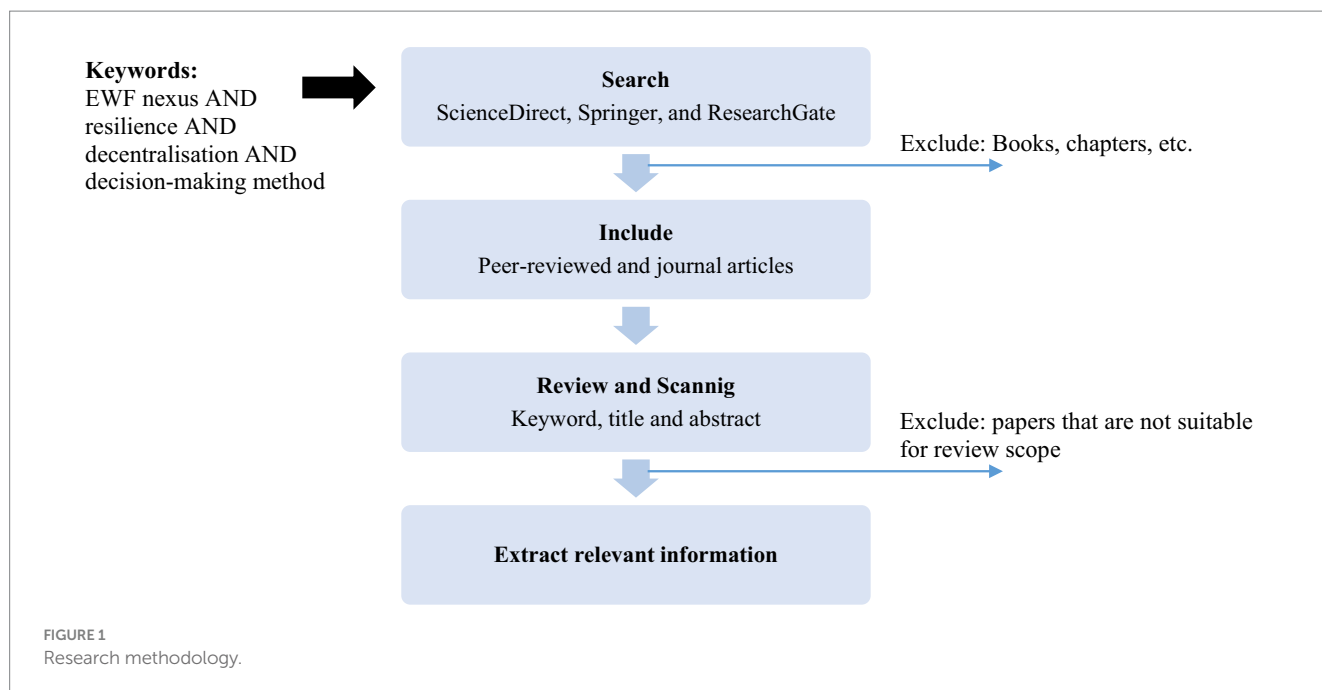 Keywords:
EWF nexus AND
resilience AND
decentralisation AND
decision-making method
Search
ScienceDirect, Springer, and ResearchGate
Exclude: Books, chapters, etc.
Include
Peer-reviewed and journal articles
Review and Scannig
Keyword, title and abstract
Exclude: papers that are not suitable
for review scope
Extract relevant information
FIGURE 1
Research methodology.